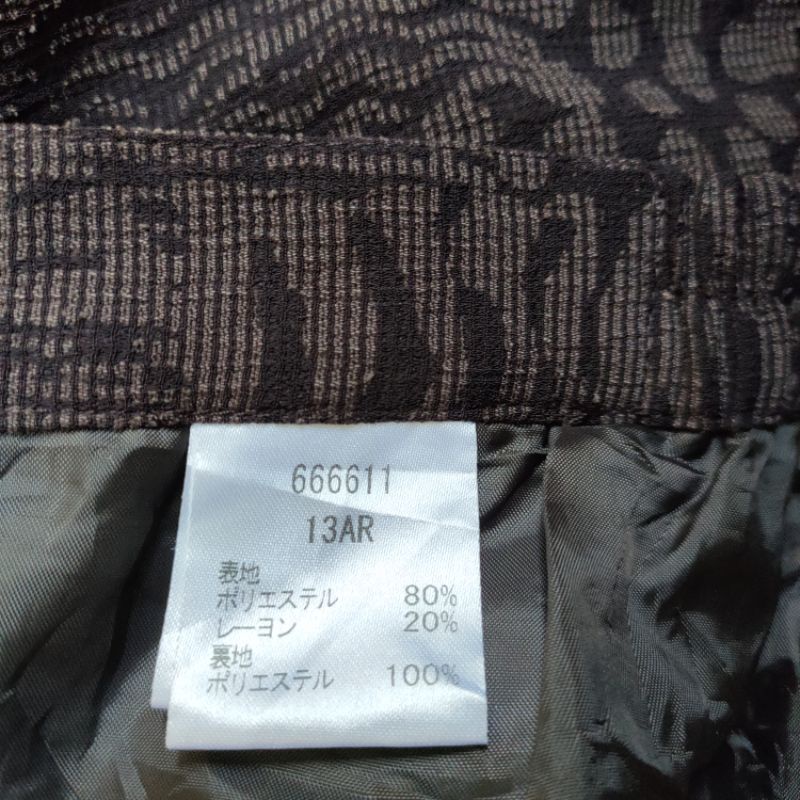 666611
13AR
表地
ポリエステル 80%
レーヨン 20%
裏地
ポリエステル 100%